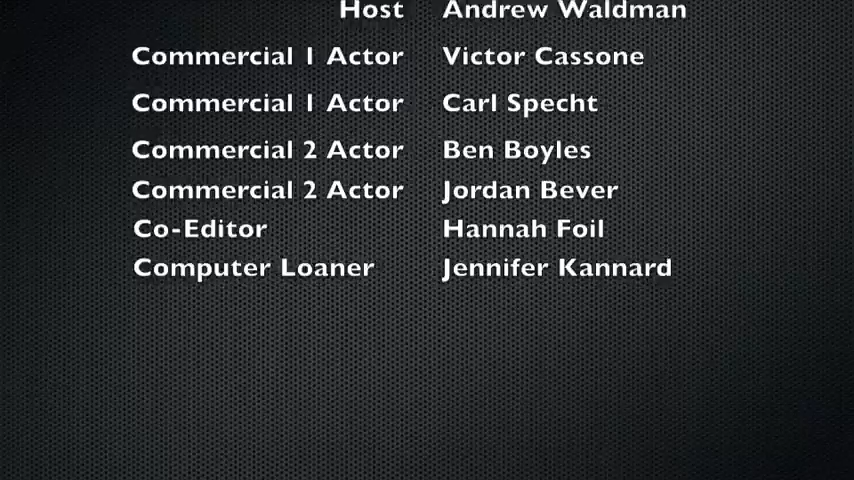 Host Andrew Waldman
Commercial 1 Actor Victor Cassone
Commercial 1 Actor Carl Specht
Commercial 2 Actor Ben Boyles
Commercial 2 Actor Jordan Bever
Co-Editor Hannah Foil
Computer Loaner Jennifer Kannard